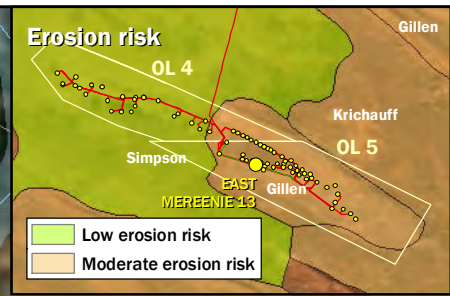 Erosion risk
Gillen
OL 4
Krichauff
OL 5
Simpson
EAST
MEREENIE 13
Gillen
Low erosion risk
Moderate erosion risk